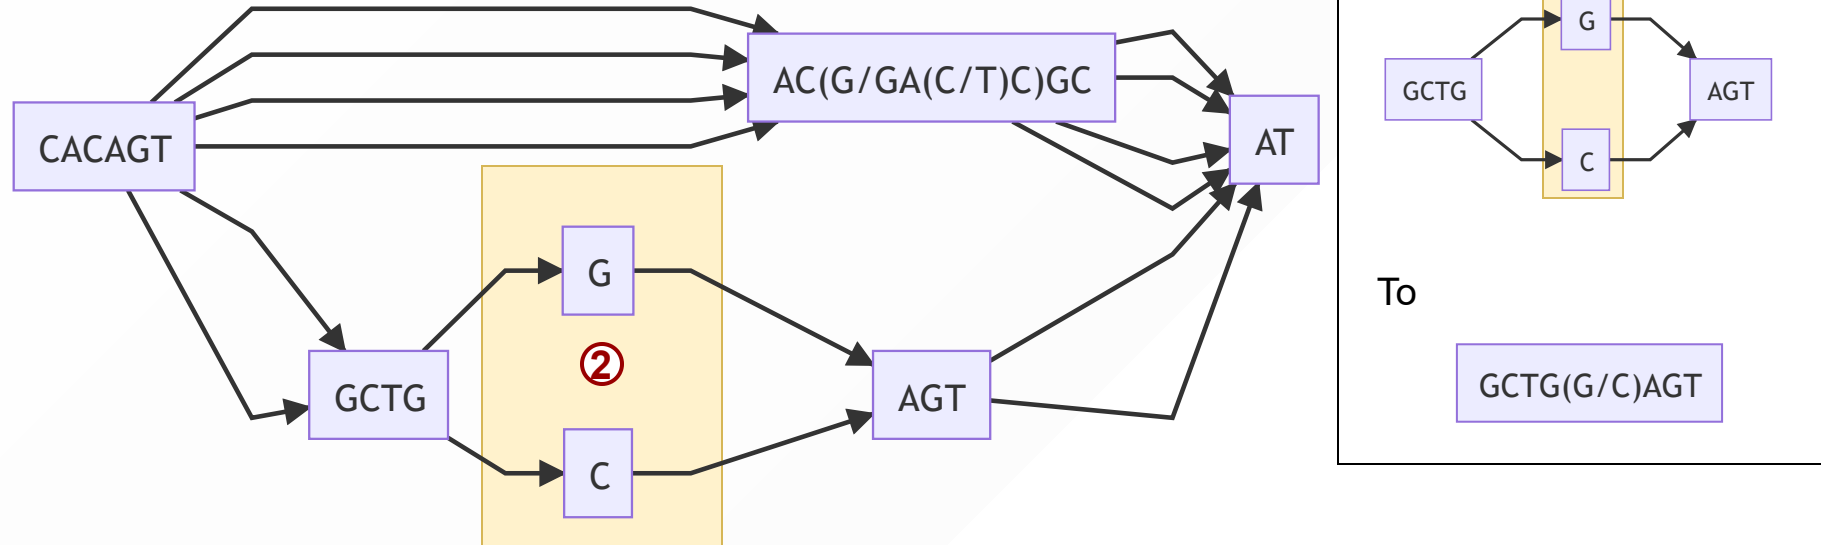 CACAGT
AC(G/GA(C/T)C)GC
AT
G
②
GCTG
AGT
C
G
GCTG
AGT
C
To
GCTG(G/C)AGT